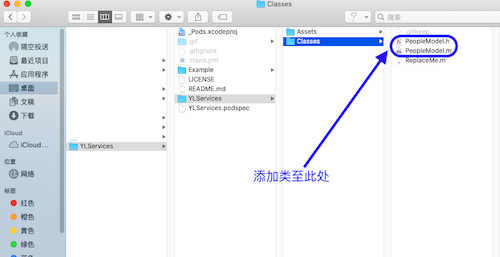 Classes
搜索
个人收藏
隔空投送
最近项目
应用程序
桌面
文稿
下载
iCloud
iCloud...
位置
网络
标签
红色
橙色
黄色
绿色
蓝色
YLServices
_Pods.xcodeproj
.git
.gitignore
.travis.yml
Example
LICENSE
README.md
YLServices
YLServices.podspec
Assets
Classes
.gitkeep
PeopleModel.h
PeopleModel.m
ReplaceMe.m
添加类至此处